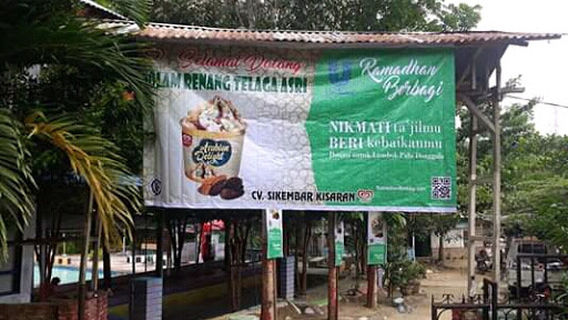 Selamat Datang
KOLAM RENANG TELAGA ASRI
Ramadhan
Berbagi
NIKMATI ta'jilmu
BERI kebaikanmu
Donasi untuk Lombok, Palu Donggala
Arabian
Delight
CV. SIKEMBAR KISARAN